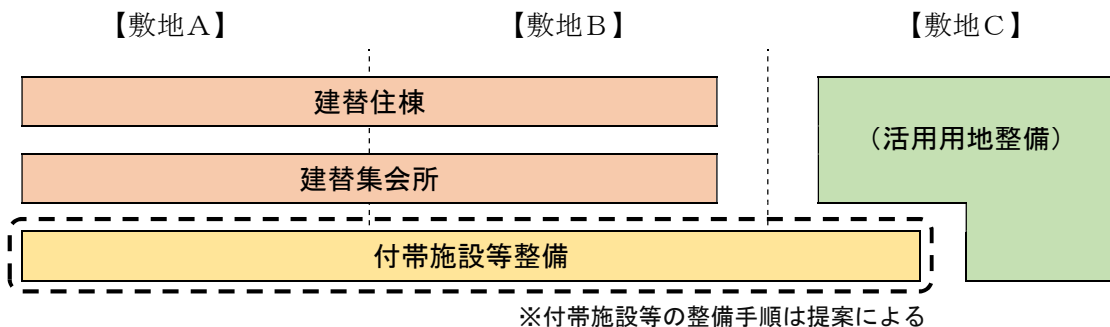 【敷地Ａ】 【敷地Ｂ】 【敷地Ｃ】
建替住棟
（活用用地整備）
建替集会所
付帯施設等整備
※付帯施設等の整備手順は提案による